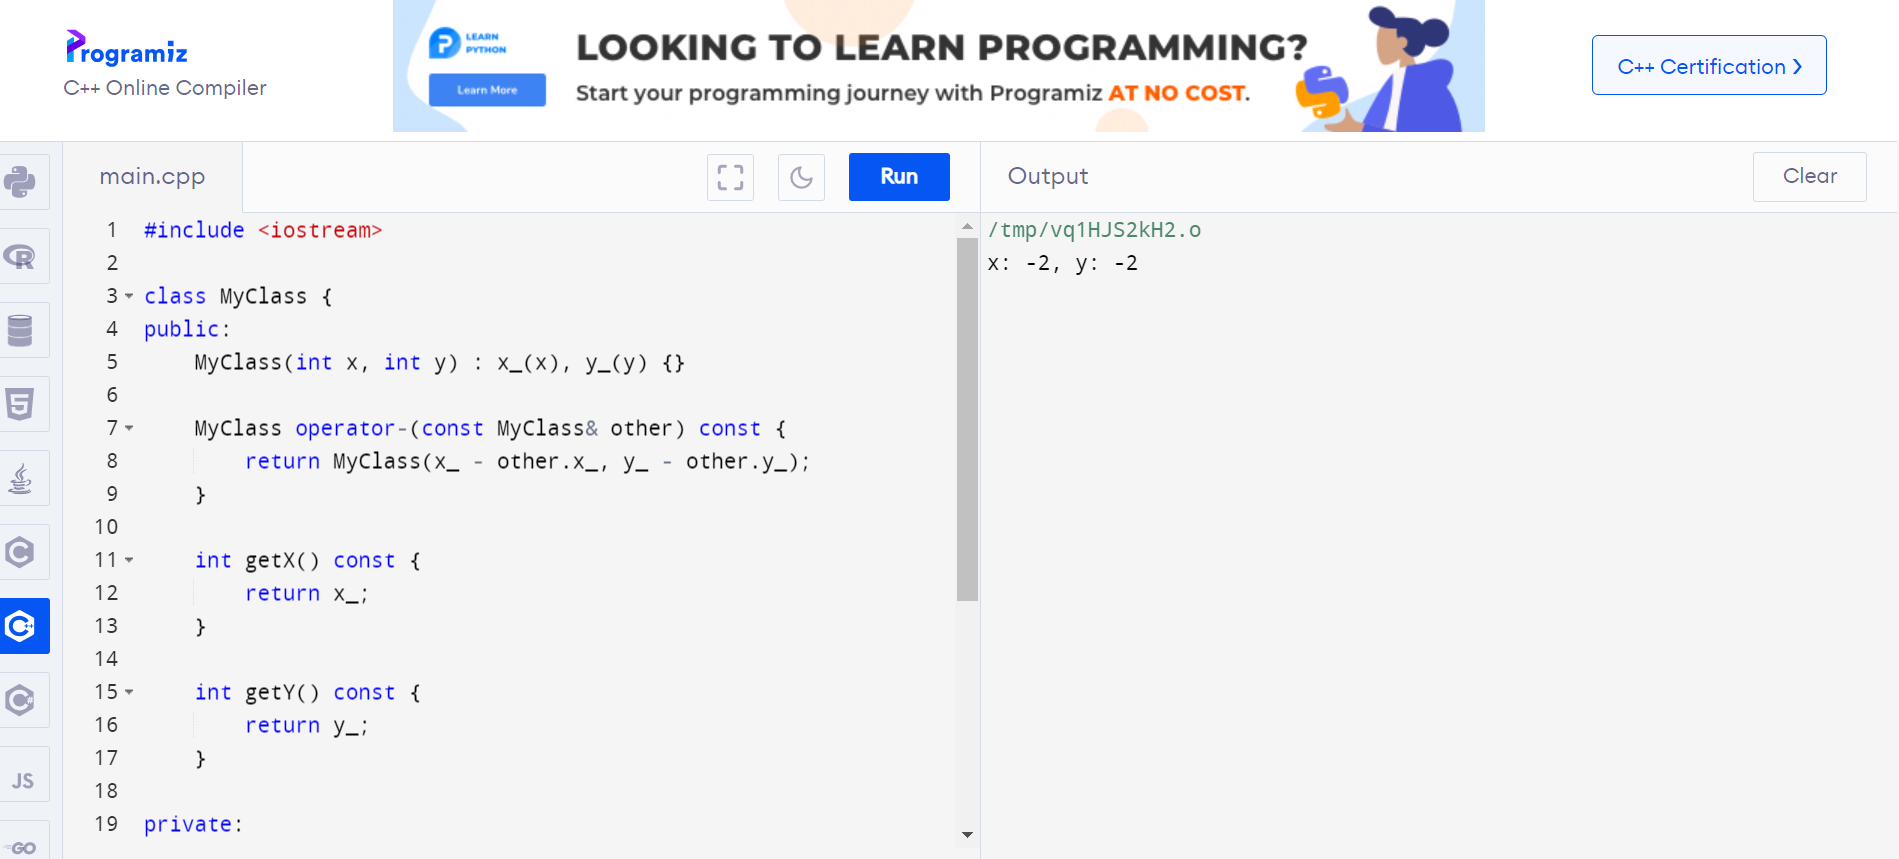 Programiz
C++ Online Compiler
LEARN
PYTHON
Learn More
LOOKING TO LEARN PROGRAMMING?
Start your programming journey with Programiz AT NO COST.
C++ Certification
main.cpp
Run
Output
Clear
1 #include <iostream>
2
3 class MyClass {
4 public:
5     MyClass(int x, int y) : x_(x), y_(y) {}
6
7     MyClass operator-(const MyClass& other) const {
8         return MyClass(x_ - other.x_, y_ - other.y_);
9     }
10
11     int getX() const {
12         return x_;
13     }
14
15     int getY() const {
16         return y_;
17     }
18
19 private:
/tmp/vq1HJS2kH2.o
x: -2, y: -2
JS
GO